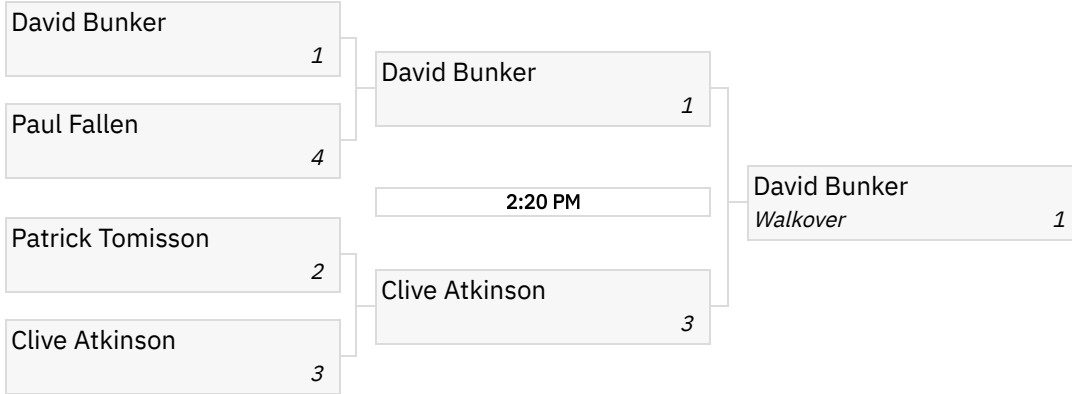 David Bunker
1
Paul Fallen
4
Patrick Tomisson
2
Clive Atkinson
3
David Bunker
1
2:20 PM
Clive Atkinson
3
David Bunker
Walkover 1